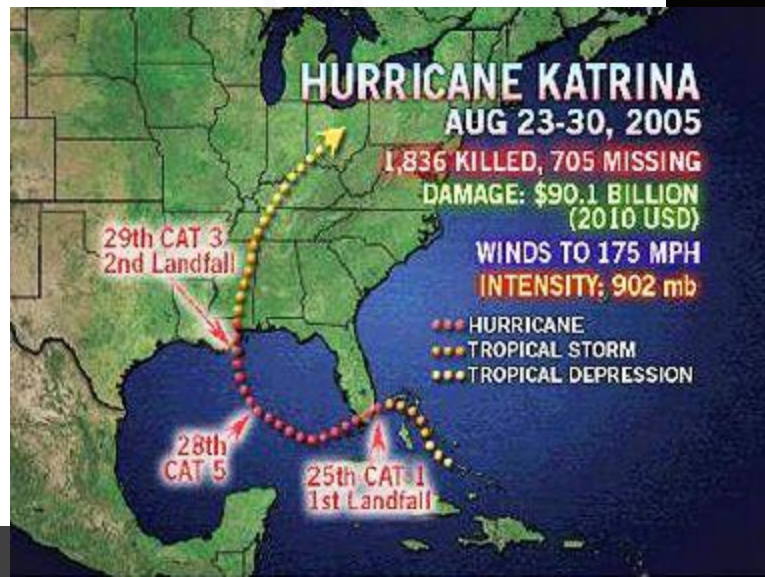 HURRICANE KATRINA
AUG 23-30, 2005
1,836 KILLED, 705 MISSING
DAMAGE: $90.1 BILLION
(2010 USD)
WINDS TO 175 MPH
INTENSITY: 902 mb
HURRICANE
TROPICAL STORM
TROPICAL DEPRESSION
29th CAT 3
2nd Landfall
28th
CAT 5
25th CAT 1
1st Landfall